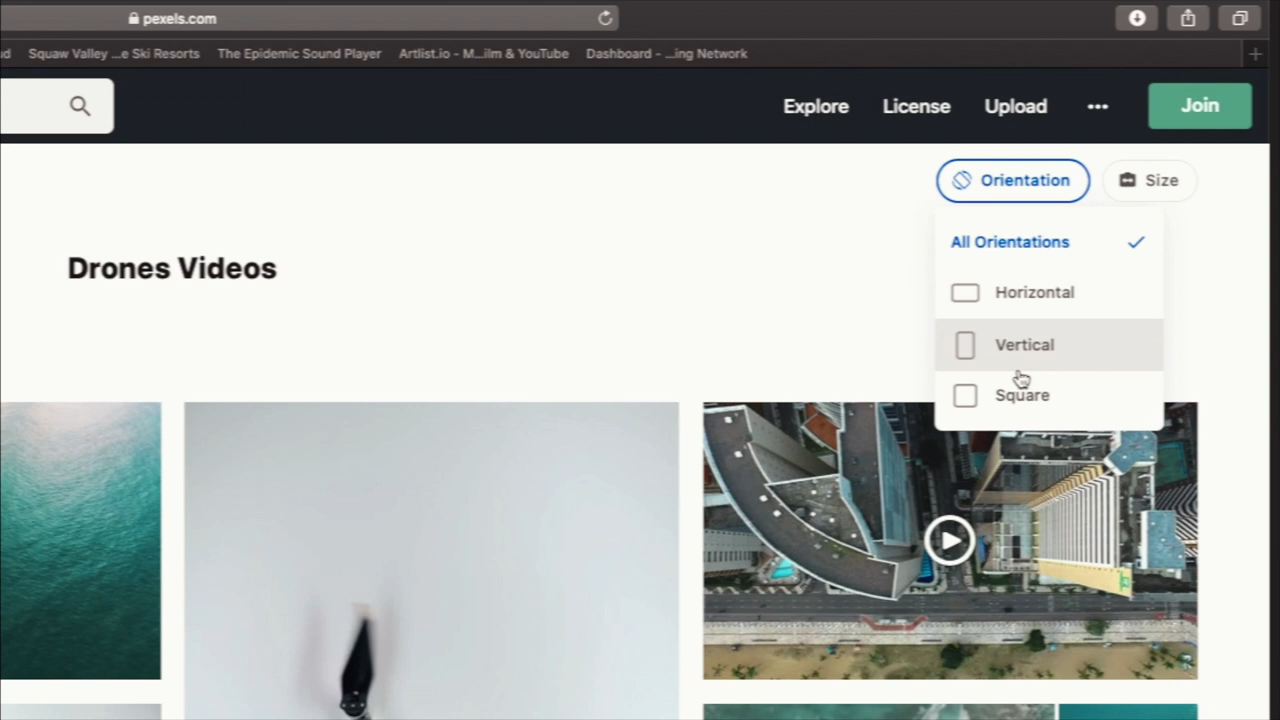 pexels.com
ud
Squaw Valley ...e Ski Resorts
The Epidemic Sound Player
Artlist.io - M...ilm & YouTube
Dashboard - ...ing Network
Explore
License
Upload
Join
Orientation
Size
All Orientations
Horizontal
Vertical
Square
Drones Videos